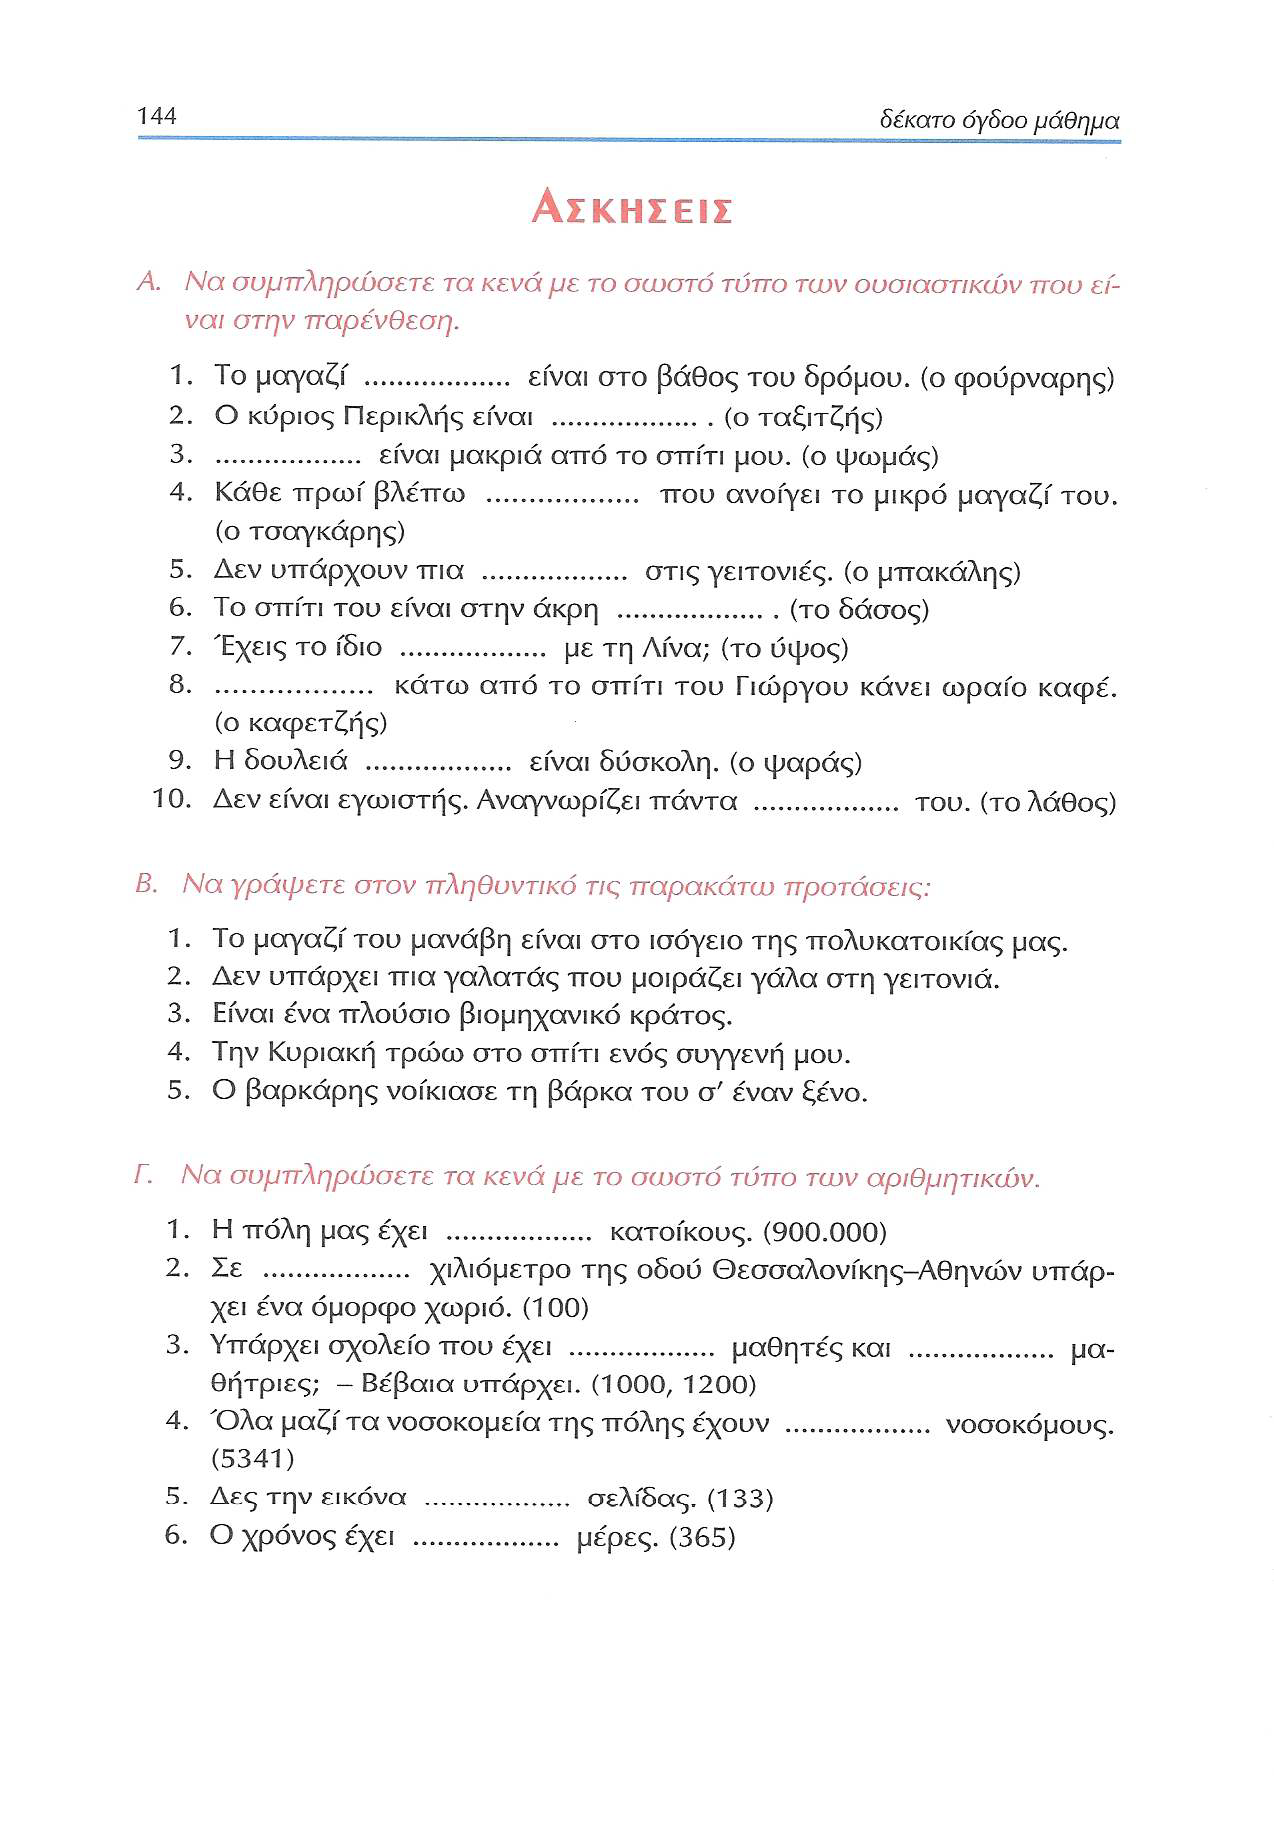 144 δέκατο όγδοο μάθημα
ΑΣΚΗΣΕΙΣ
Α. Να συμπληρώσετε τα κενά με το σωστό τύπο των ουσιαστικών που εί-
ναι στην παρένθεση.
1. Το μαγαζί .................. είναι στο βάθος του δρόμου. (ο φούρναρης)
2. Ο κύριος Περικλής είναι .................. . (ο ταξιτζής)
3. .................. είναι μακριά από το σπίτι μου. (ο ψωμάς)
4. Κάθε πρωί βλέπω .................. που ανοίγει το μικρό μαγαζί του.
(ο τσαγκάρης)
5. Δεν υπάρχουν πια .................. στις γειτονιές. (ο μπακάλης)
6. Το σπίτι του είναι στην άκρη .................. . (το δάσος)
7. Έχεις το ίδιο .................. με τη Λίνα; (το ύψος)
8. .................. κάτω από το σπίτι του Γιώργου κάνει ωραίο καφέ.
(ο καφετζής)
9. Η δουλειά .................. είναι δύσκολη. (ο ψαράς)
10. Δεν είναι εγωιστής. Αναγνωρίζει πάντα .................. του. (το λάθος)
Β. Να γράψετε στον πληθυντικό τις παρακάτω προτάσεις:
1. Το μαγαζί του μανάβη είναι στο ισόγειο της πολυκατοικίας μας.
2. Δεν υπάρχει πια γαλατάς που μοιράζει γάλα στη γειτονιά.
3. Είναι ένα πλούσιο βιομηχανικό κράτος.
4. Την Κυριακή τρώω στο σπίτι ενός συγγενή μου.
5. Ο βαρκάρης νοίκιασε τη βάρκα του σ' έναν ξένο.
Γ. Να συμπληρώσετε τα κενά με το σωστό τύπο των αριθμητικών.
1. Η πόλη μας έχει .................. κατοίκους. (900.000)
2. Σε .................. χιλιόμετρο της οδού Θεσσαλονίκης–Αθηνών υπάρ-
χει ένα όμορφο χωριό. (100)
3. Υπάρχει σχολείο που έχει .................. μαθητές και .................. μα-
θήτριες; – Βέβαια υπάρχει. (1000, 1200)
4. Όλα μαζί τα νοσοκομεία της πόλης έχουν .................. νοσοκόμους.
(5341)
5. Δες την εικόνα .................. σελίδας. (133)
6. Ο χρόνος έχει .................. μέρες. (365)